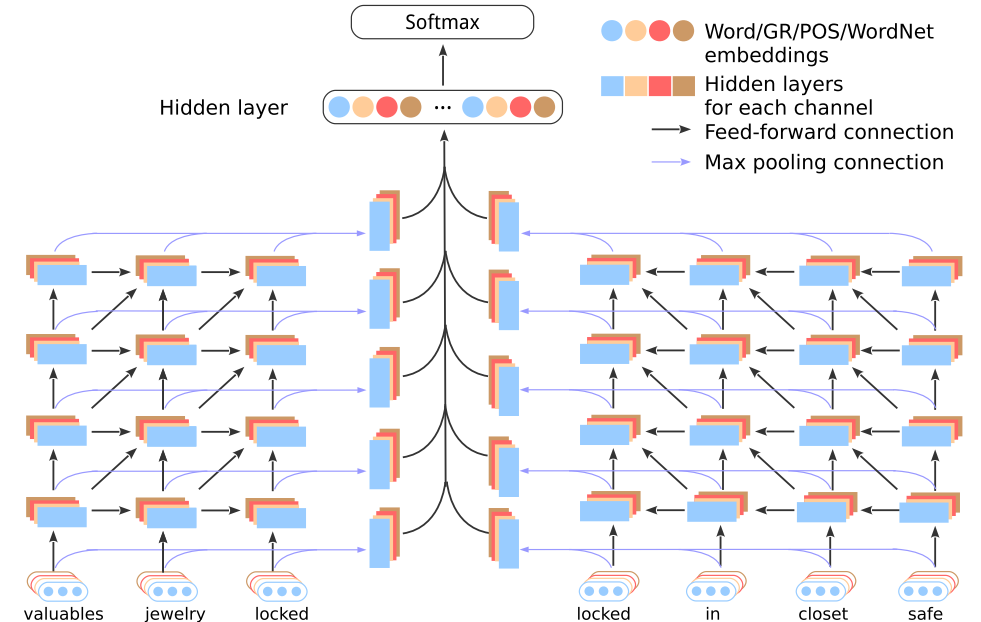 Softmax
Word/GR/POS/WordNet
embeddings
Hidden layer
...
Hidden layers
for each channel
Feed-forward connection
Max pooling connection
valuables jewelry locked locked in closet safe